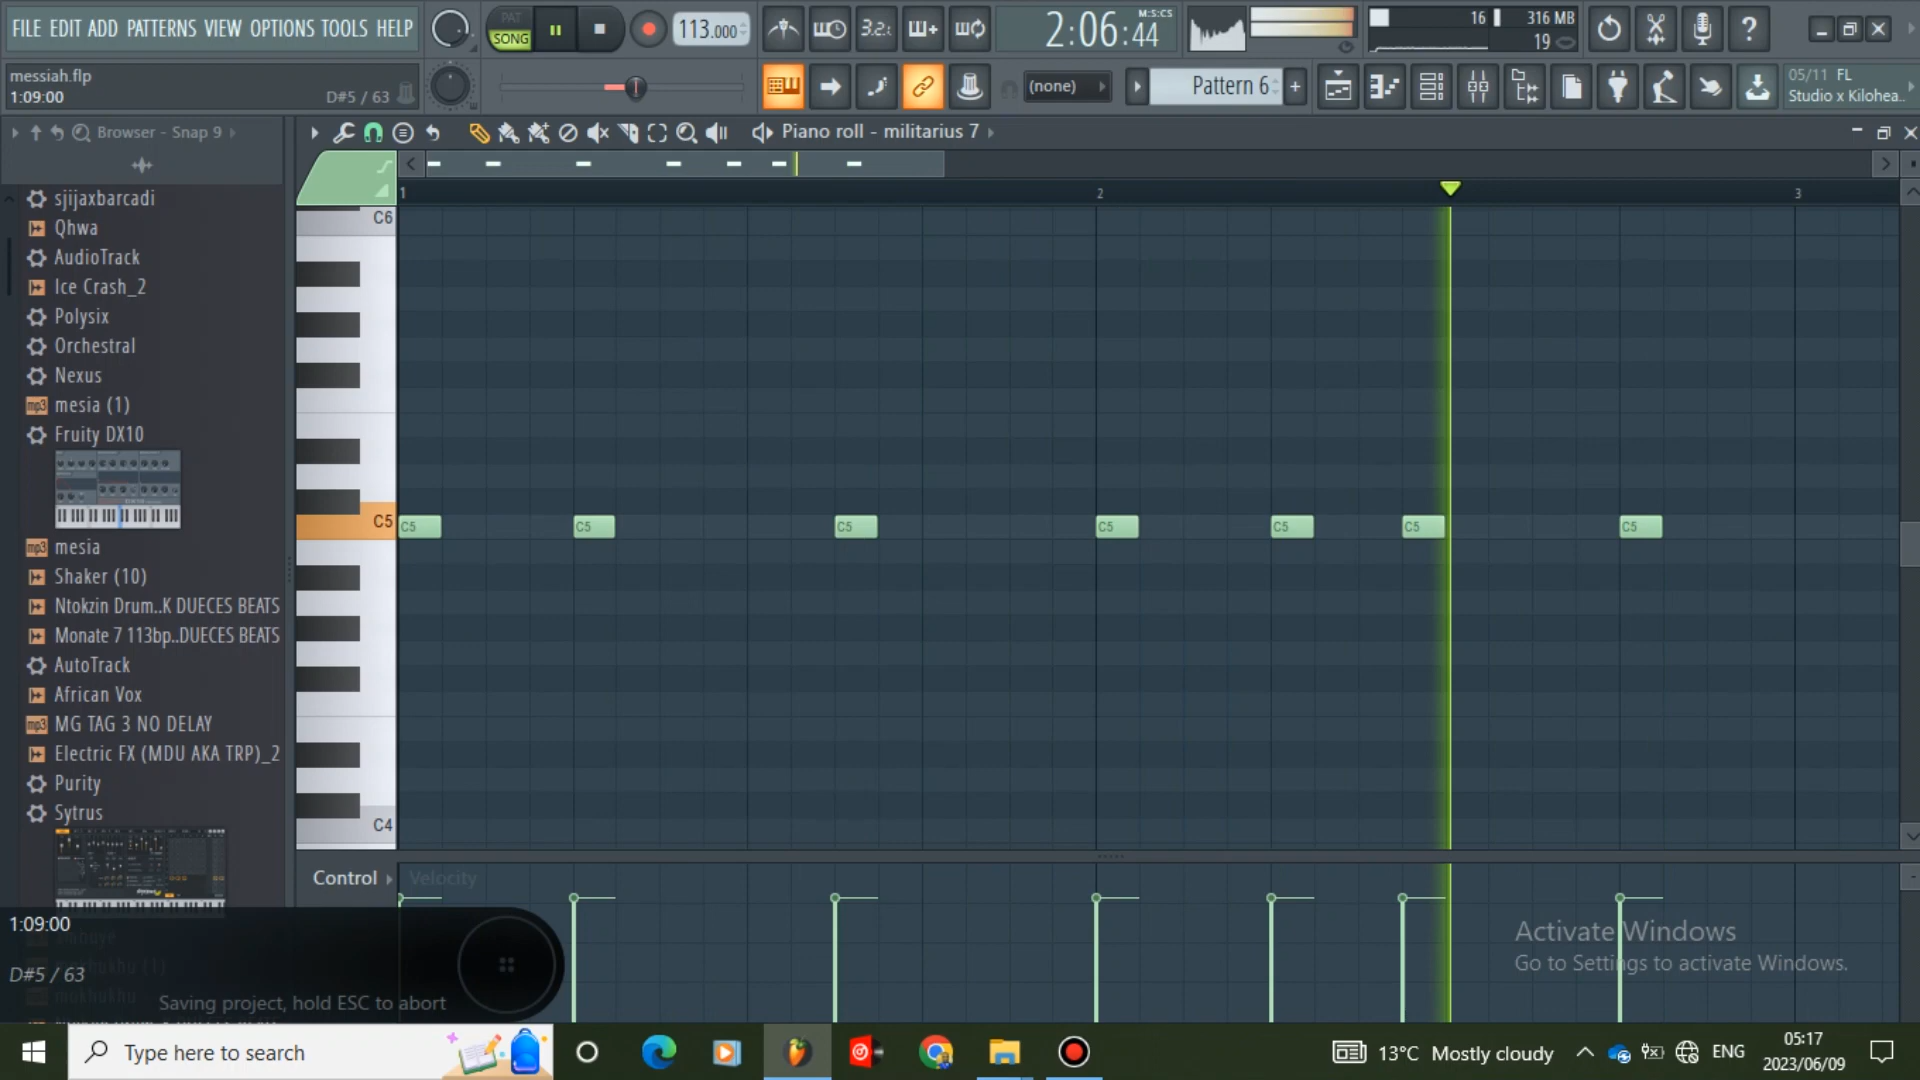 FILE EDIT ADD PATTERNS VIEW OPTIONS TOOLS HELP
PAT
SONG
113.000
3.2.
2:06:44
M:S:CS
16
316 MB
19
messiah.flp
1:09:00
D#5 / 63
(none)
Pattern 6
05/11 FL
Studio x Kilohea..
Browser - Snap 9
Piano roll - militarius 7
1
2
3
sjijaxbarcadi
Qhwa
AudioTrack
Ice Crash_2
Polysix
Orchestral
Nexus
mp3 mesia (1)
Fruity DX10
mp3 mesia
Shaker (10)
Ntokzin Drum..K DUECES BEATS
Monate 7 113bp..DUECES BEATS
AutoTrack
African Vox
mp3 MG TAG 3 NO DELAY
Electric FX (MDU AKA TRP)_2
Purity
Sytrus
C6
C5
C4
C5
C5
C5
C5
C5
C5
C5
Control
Velocity
1:09:00
D#5 / 63
Saving project, hold ESC to abort
Activate Windows
Go to Settings to activate Windows.
Type here to search
13°C Mostly cloudy
ENG
05:17
2023/06/09